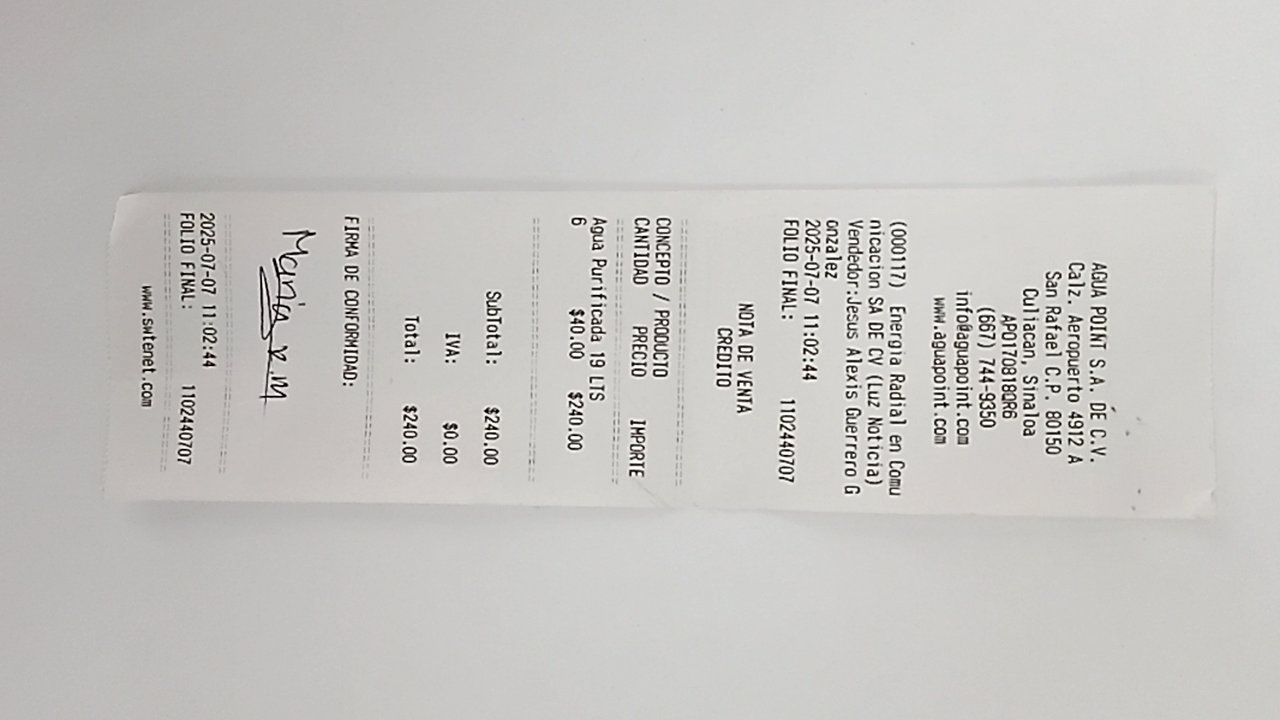 AGUA POINT S.A. DE C.V.
Calz. Aeropuerto 4912 A
San Rafael C.P. 80150
Culiacan, Sinaloa
APO170818QR6
(667) 744-9350
info@aguapoint.com
www.aguapoint.com
(000117) Energia Radial en Comu
nicacion SA DE CV (Luz Noticia)
Vendedor:Jesus Alexis Guerrero G
onzalez
2025-07-07 11:02:44
FOLIO FINAL: 1102440707
NOTA DE VENTA
CREDITO
CONCEPTO / PRODUCTO
CANTIDAD PRECIO IMPORTE
Agua Purificada 19 LTS
6 $40.00 $240.00
SubTotal: $240.00
IVA: $0.00
Total: $240.00
FIRMA DE CONFORMIDAD:
Maria
2025-07-07 11:02:44
FOLIO FINAL: 1102440707
www.swtenet.com